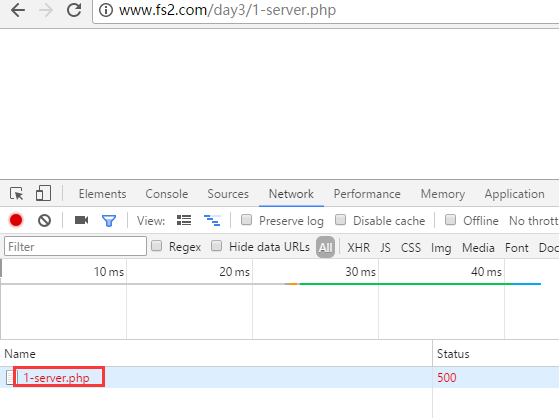 www.fs2.com/day3/1-server.php
Elements Console Sources Network Performance Memory Application
View: Preserve log Disable cache Offline No thrott
Filter Regex Hide data URLs All XHR JS CSS Img Media Font Doc
10 ms 20 ms 30 ms 40 ms
Name Status
1-server.php 500